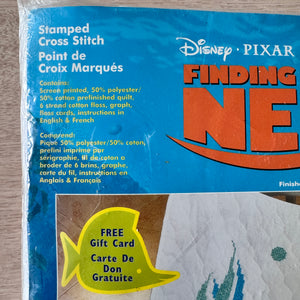 Stamped
Cross Stitch
Point de
Croix Marqués
Contains:
Screen printed, 50% polyester/
50% cotton prefinished quilt,
6 strand cotton floss, graph,
floss cards, instructions in
English & French
Comprend:
Piqué 50% polyester/50% coton,
prélini imprimé par
sérigraphie, fil de coton à
broder de 6 brins, graphe,
carte du fil, instructions en
Anglais & Français
DISNEY · PIXAR
FINDING
NE
Finishe
FREE
Gift Card
Carte De
Don
Gratuite